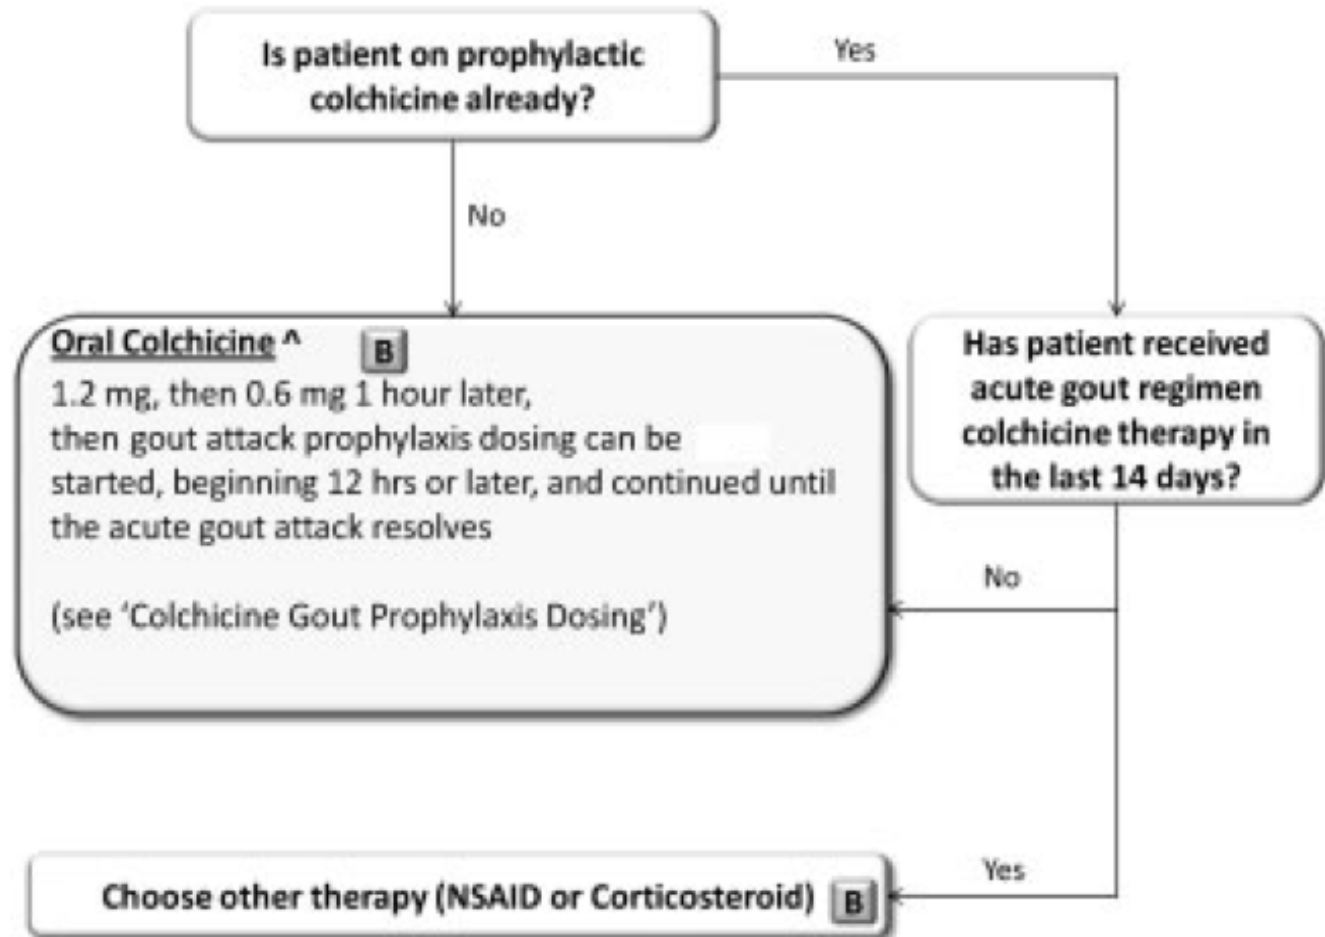 Is patient on prophylactic
colchicine already?
Yes
No
Oral Colchicine ^ B
1.2 mg, then 0.6 mg 1 hour later,
then gout attack prophylaxis dosing can be
started, beginning 12 hrs or later, and continued until
the acute gout attack resolves
(see ‘Colchicine Gout Prophylaxis Dosing’)
Has patient received
acute gout regimen
colchicine therapy in
the last 14 days?
No
Yes
Choose other therapy (NSAID or Corticosteroid) B